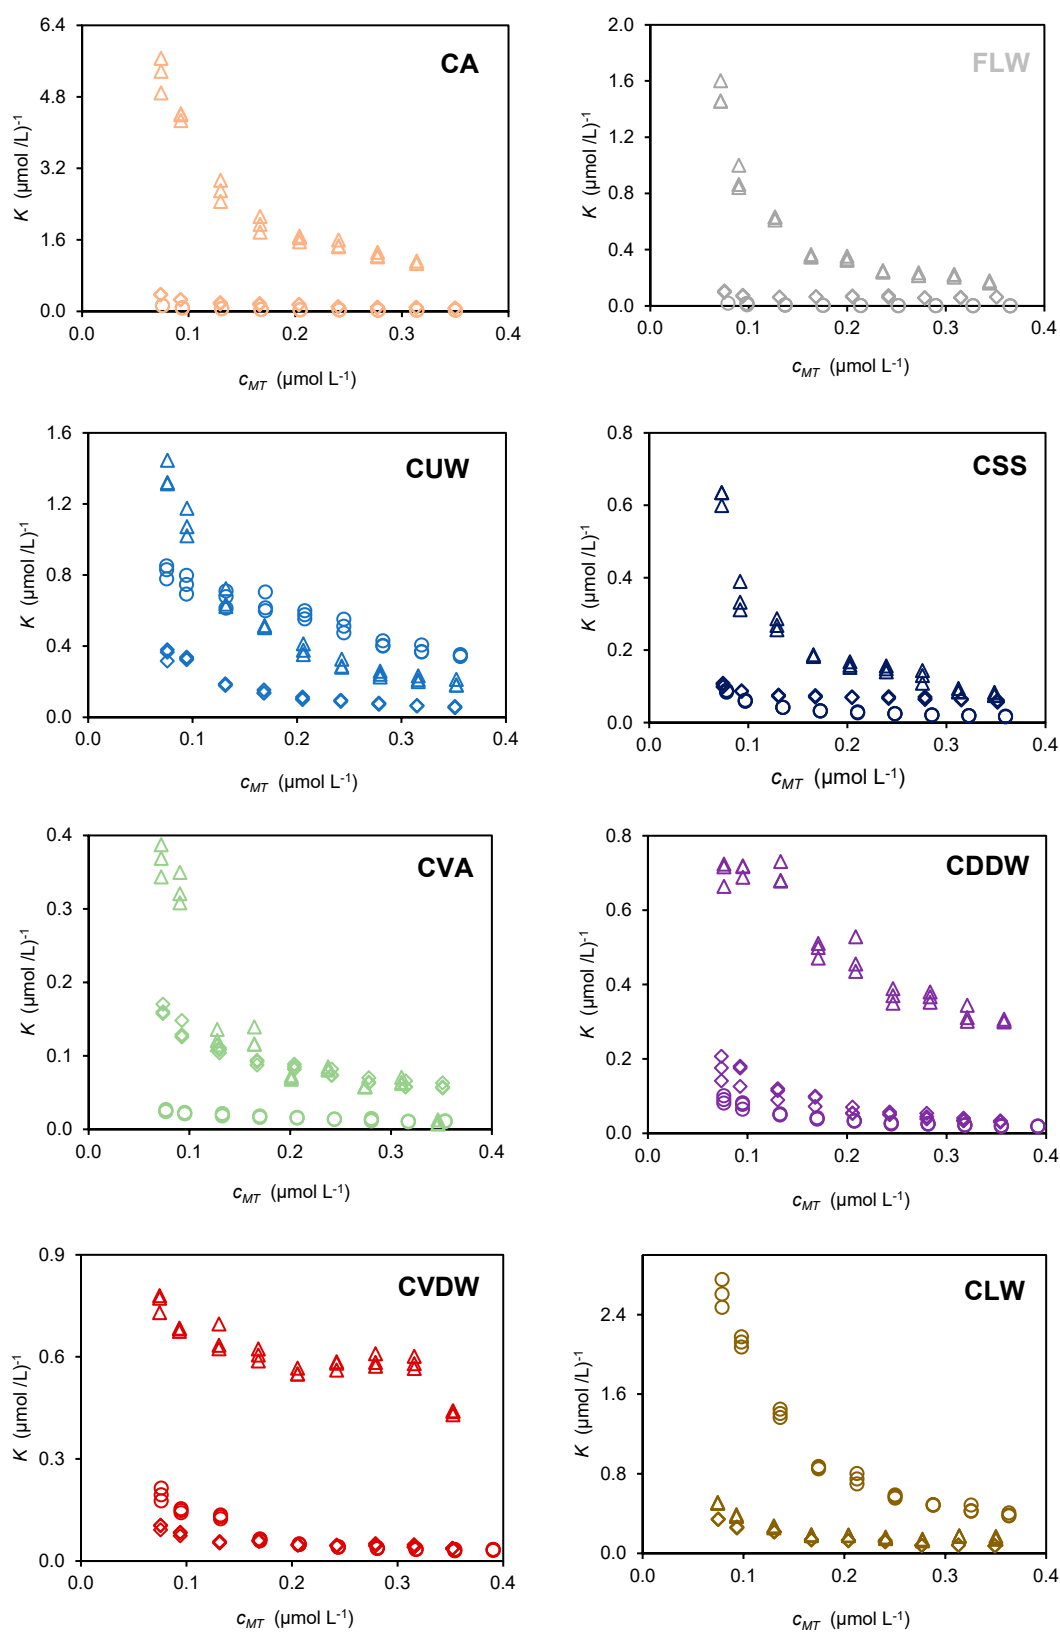 CA
6.4
4.8
3.2
1.6
0.0
K (µmol /L)-1
0.0 0.1 0.2 0.3 0.4
cMT (µmol L-1)
FLW
2.0
1.6
1.2
0.8
0.4
0.0
K (µmol /L)-1
0.0 0.1 0.2 0.3 0.4
cMT (µmol L-1)
CUW
1.6
1.2
0.8
0.4
0.0
K (µmol /L)-1
0.0 0.1 0.2 0.3 0.4
cMT (µmol L-1)
CSS
0.8
0.6
0.4
0.2
0.0
K (µmol /L)-1
0.0 0.1 0.2 0.3 0.4
cMT (µmol L-1)
CVA
0.4
0.3
0.2
0.1
0.0
K (µmol /L)-1
0.0 0.1 0.2 0.3 0.4
cMT (µmol L-1)
CDDW
0.8
0.6
0.4
0.2
0.0
K (µmol /L)-1
0.0 0.1 0.2 0.3 0.4
cMT (µmol L-1)
CVDW
0.9
0.6
0.3
0.0
K (µmol /L)-1
0.0 0.1 0.2 0.3 0.4
cMT (µmol L-1)
CLW
2.4
1.6
0.8
0.0
K (µmol /L)-1
0.0 0.1 0.2 0.3 0.4
cMT (µmol L-1)